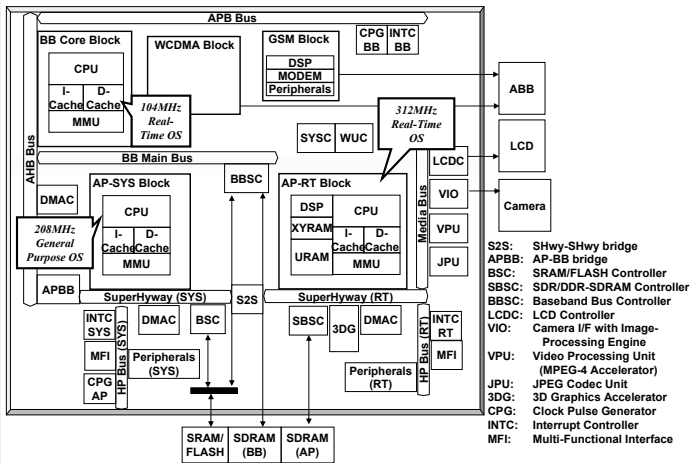 APB Bus
BB Core Block
CPU
I-
Cache
D-
Cache
MMU
104MHz
Real-
Time OS
WCDMA Block
GSM Block
DSP
MODEM
Peripherals
CPG
BB
INTC
BB
312MHz
Real-Time
OS
ABB
LCD
Camera
SYSC
WUC
AHB Bus
BB Main Bus
BBSC
Media Bus
LCDC
VIO
VPU
JPU
DMAC
AP-SYS Block
CPU
I-
Cache
D-
Cache
MMU
208MHz
General
Purpose OS
AP-RT Block
DSP
XYRAM
URAM
CPU
I-
Cache
D-
Cache
MMU
APBB
SuperHyway (SYS)
S2S
SuperHyway (RT)
INTC
SYS
MFI
CPG
AP
HP Bus (SYS)
DMAC
BSC
Peripherals
(SYS)
SBSC
3DG
DMAC
Peripherals
(RT)
HP Bus (RT)
INTC
RT
MFI
SRAM/
FLASH
SDRAM
(BB)
SDRAM
(AP)
S2S: SHwy-SHwy bridge
APBB: AP-BB bridge
BSC: SRAM/FLASH Controller
SBSC: SDR/DDR-SDRAM Controller
BBSC: Baseband Bus Controller
LCDC: LCD Controller
VIO: Camera I/F with Image-
Processing Engine
VPU: Video Processing Unit
(MPEG-4 Accelerator)
JPU: JPEG Codec Unit
3DG: 3D Graphics Accelerator
CPG: Clock Pulse Generator
INTC: Interrupt Controller
MFI: Multi-Functional Interface